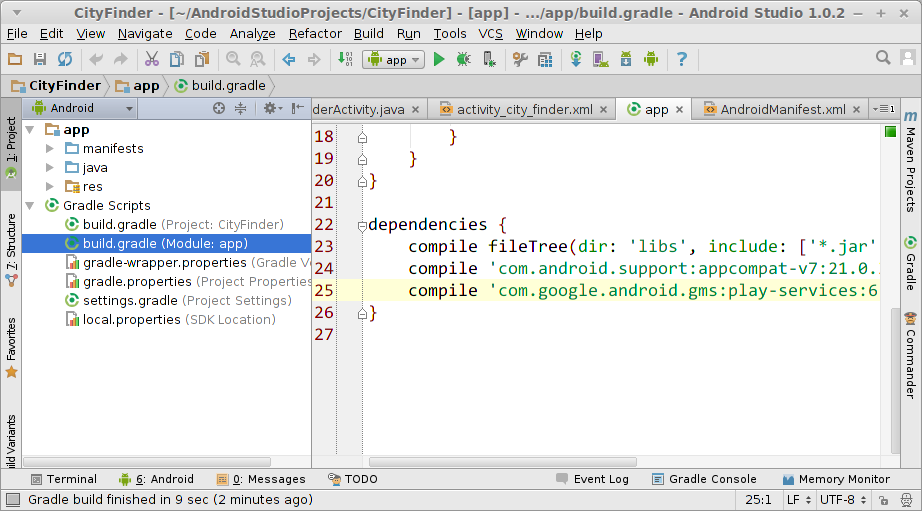 CityFinder - [~/AndroidStudioProjects/CityFinder] - [app] - .../app/build.gradle - Android Studio 1.0.2
File Edit View Navigate Code Analyze Refactor Build Run Tools VCS Window Help
app
CityFinder app build.gradle
Android
derActivity.java activity_city_finder.xml app AndroidManifest.xml 1
1: Project
7: Structure
Favorites
ild Variants
app
manifests
java
res
Gradle Scripts
build.gradle (Project: CityFinder)
build.gradle (Module: app)
gradle-wrapper.properties (Gradle V
gradle.properties (Project Properties
settings.gradle (Project Settings)
local.properties (SDK Location)
18 }
19 }
20 }
21
22 dependencies {
23 compile fileTree(dir: 'libs', include: ['*.jar'
24 compile 'com.android.support:appcompat-v7:21.0.
25 compile 'com.google.android.gms:play-services:6
26 }
27
m Maven Projects
Gradle
Commander
Terminal 6: Android 0: Messages TODO Event Log Gradle Console Memory Monitor
Gradle build finished in 9 sec (2 minutes ago) 25:1 LF UTF-8